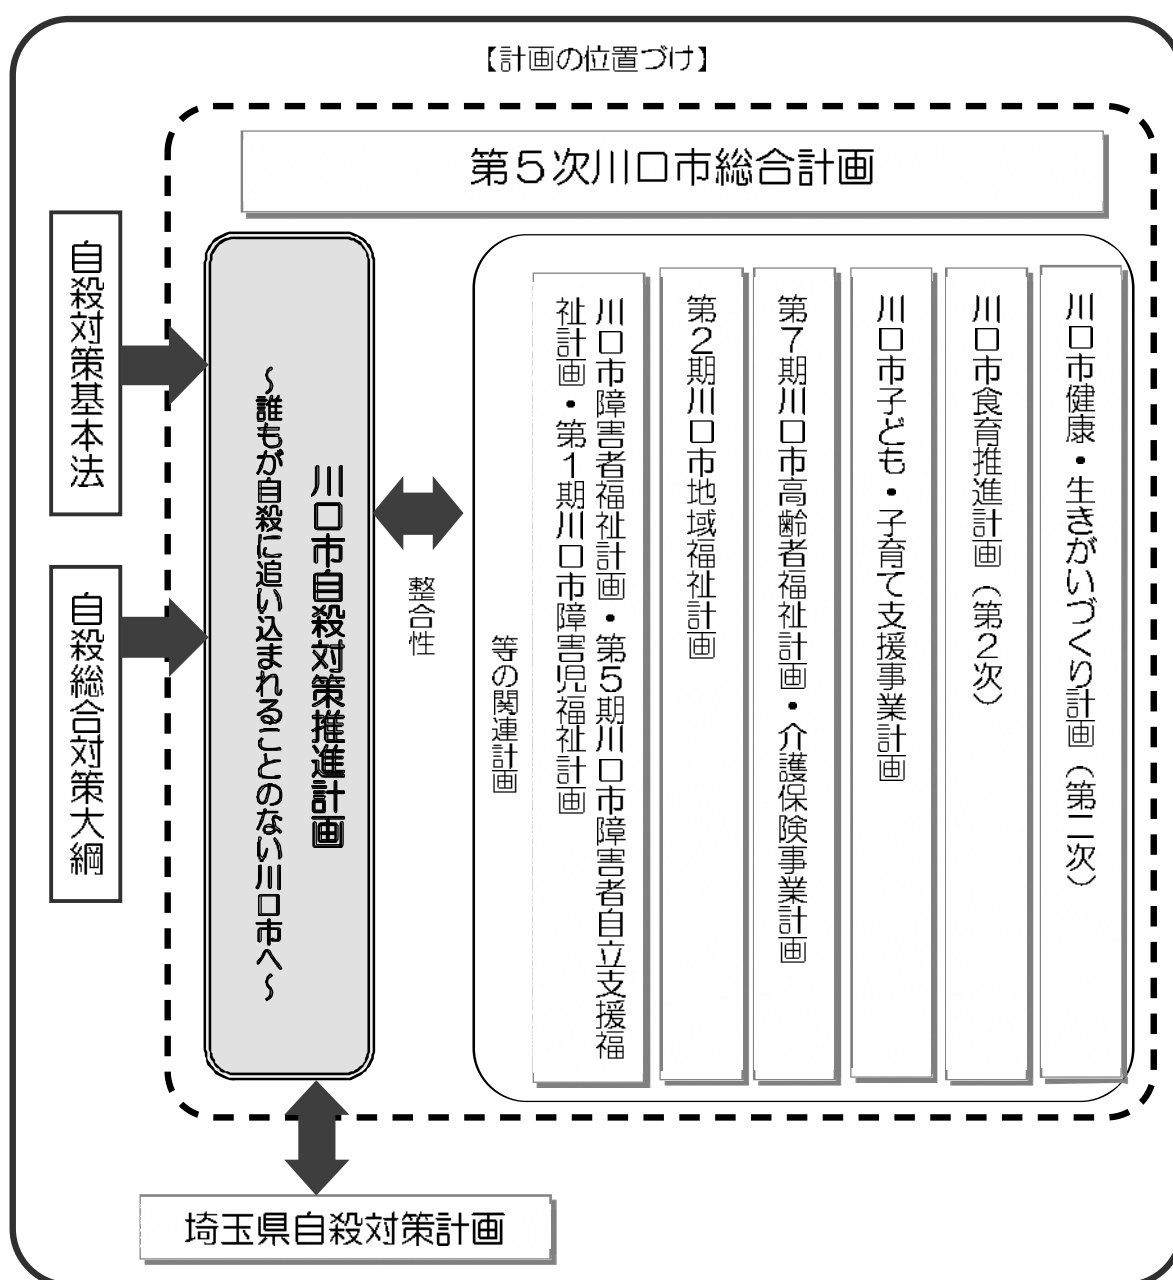 【計画の位置づけ】
第5次川口市総合計画
自殺対策基本法
自殺総合対策大綱
川口市自殺対策推進計画
～誰もが自殺に追い込まれることのない川口市へ～
整合性
川口市健康・生きがいづくり計画（第二次）
川口市食育推進計画（第2次）
川口市子ども・子育て支援事業計画
第7期川口市高齢者福祉計画・介護保険事業計画
第2期川口市地域福祉計画
川口市障害者福祉計画・第5期川口市障害者自立支援福
祉計画・第1期川口市障害児福祉計画
等の関連計画
埼玉県自殺対策計画